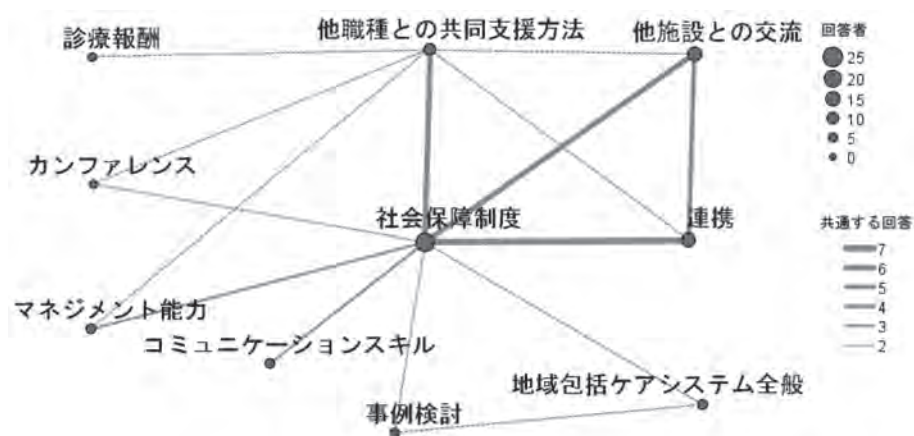 診療報酬
他職種との共同支援方法
他施設との交流
カンファレンス
社会保障制度
連携
マネジメント能力
コミュニケーションスキル
地域包括ケアシステム全般
事例検討
回答者
25
20
15
10
5
0
共通する回答
7
6
5
4
3
2